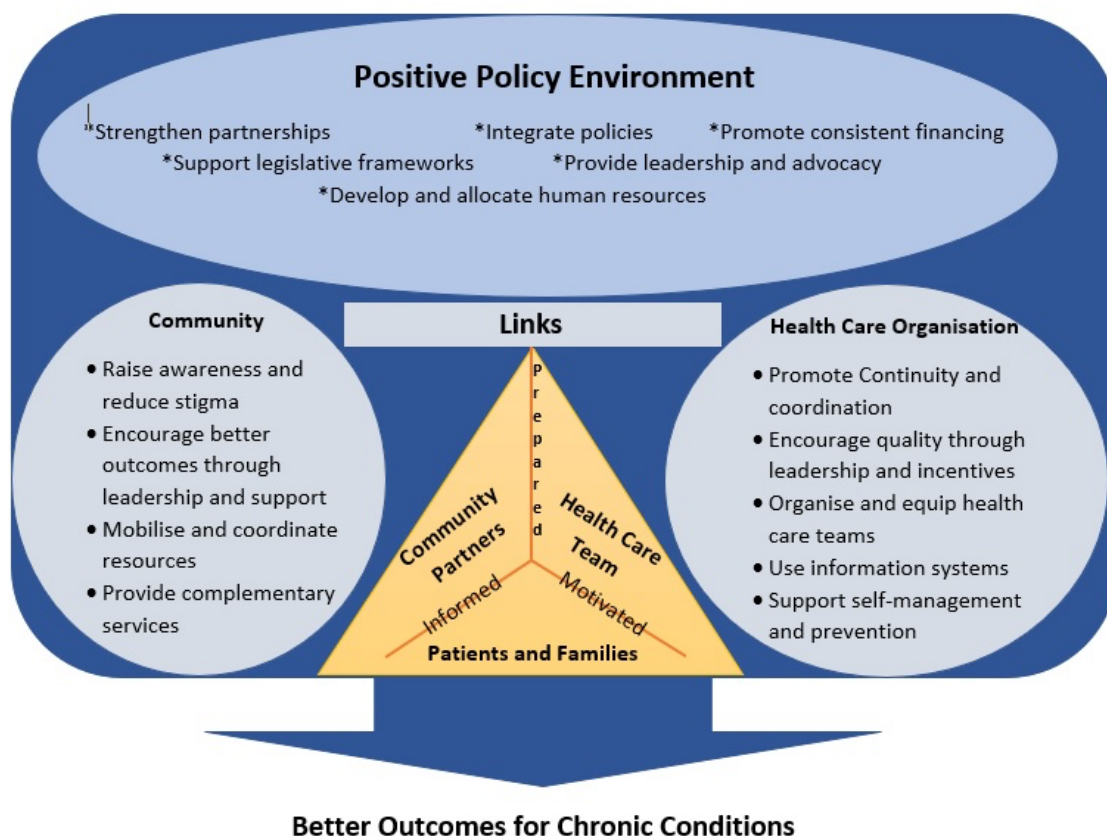 Positive Policy Environment
*Strengthen partnerships *Integrate policies *Promote consistent financing
*Support legislative frameworks *Provide leadership and advocacy
*Develop and allocate human resources
Community
• Raise awareness and
reduce stigma
• Encourage better
outcomes through
leadership and support
• Mobilise and coordinate
resources
• Provide complementary
services
Links
Prepared
Community
Partners
Health Care
Team
Informed
Motivated
Patients and Families
Health Care Organisation
• Promote Continuity and
coordination
• Encourage quality through
leadership and incentives
• Organise and equip health
care teams
• Use information systems
• Support self-management
and prevention
Better Outcomes for Chronic Conditions